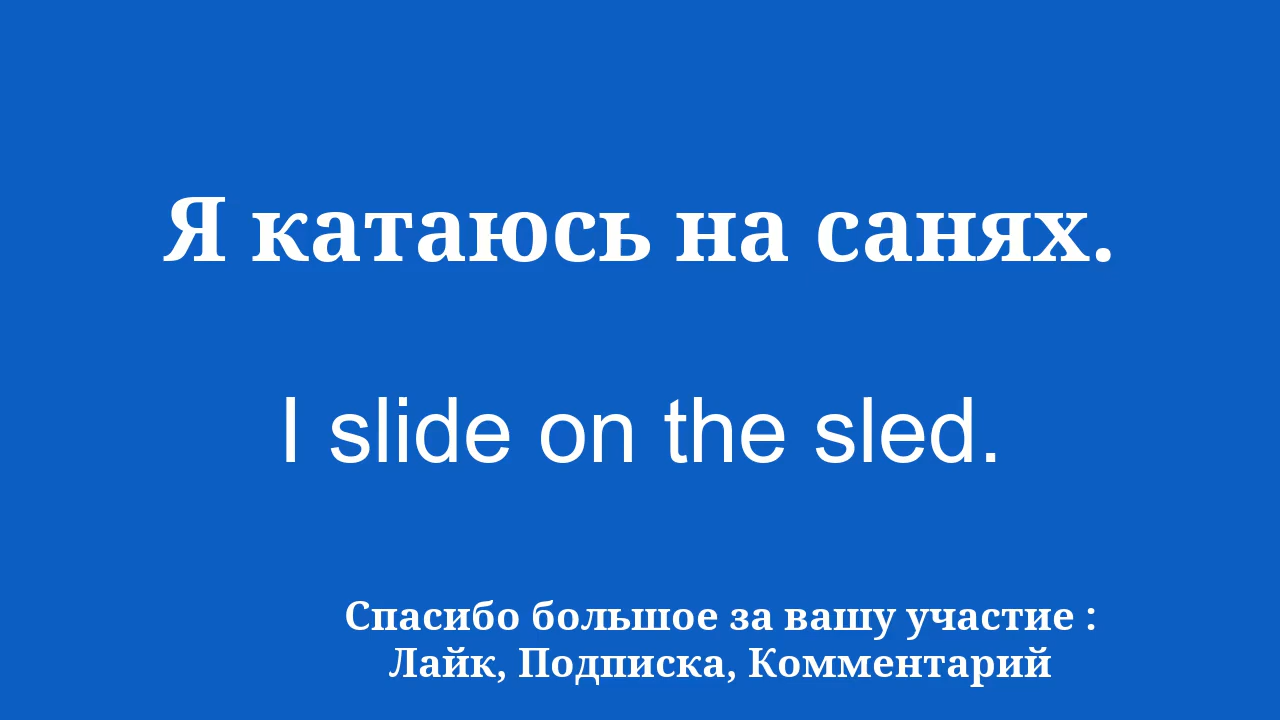 Я катаюсь на санях.
I slide on the sled.
Спасибо большое за вашу участие :
Лайк, Подписка, Комментарий